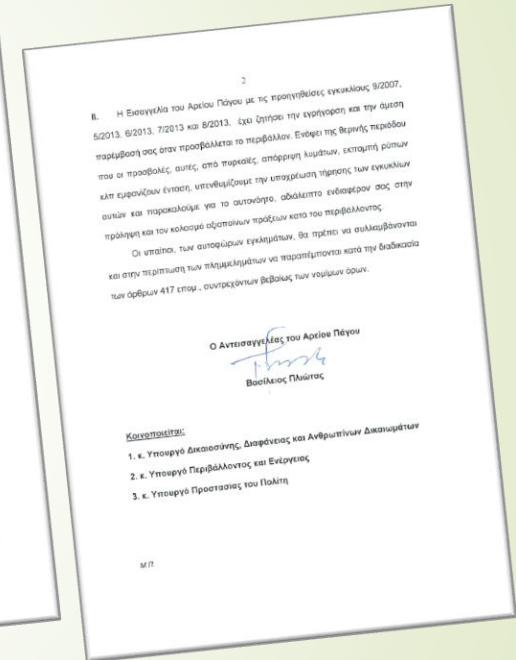 2
ΙΙ. Η Εισαγγελία του Αρείου Πάγου με τις προηγηθείσες εγκυκλίους 9/2007,
5/2013, 6/2013, 7/2013 και 8/2013, έχει ζητήσει την εγρήγορση και την άμεση
παρέμβασή σας όταν προσβάλλεται το περιβάλλον. Ενόψει της θερινής περιόδου
που οι προσβολές, αυτές, από πυρκαϊές, απόρριψη λυμάτων, εκπομπή ρύπων
κλπ εμφανίζουν ένταση, υπενθυμίζουμε την υποχρέωση τήρησης των εγκυκλίων
αυτών και παρακαλούμε για το αυτονόητο, αδιάλειπτο ενδιαφέρον σας στην
πρόληψη και τον κολασμό αξιοποίνων πράξεων κατά του περιβάλλοντος.
Οι υπαίτιοι, των αυτοφώρων εγκλημάτων, θα πρέπει να συλλαμβάνονται
και στην περίπτωση των πλημμελημάτων να παραπέμπονται κατά την διαδικασία
των άρθρων 417 επομ., συντρεχόντων βεβαίως των νομίμων όρων.
Ο Αντεισαγγελέας του Αρείου Πάγου
Βασίλειος Πλιώτας
Κοινοποιείται:
1. κ. Υπουργό Δικαιοσύνης, Διαφάνειας και Ανθρωπίνων Δικαιωμάτων
2. κ. Υπουργό Περιβάλλοντος και Ενέργειας
3. κ. Υπουργό Προστασίας του Πολίτη
Μ.Π.